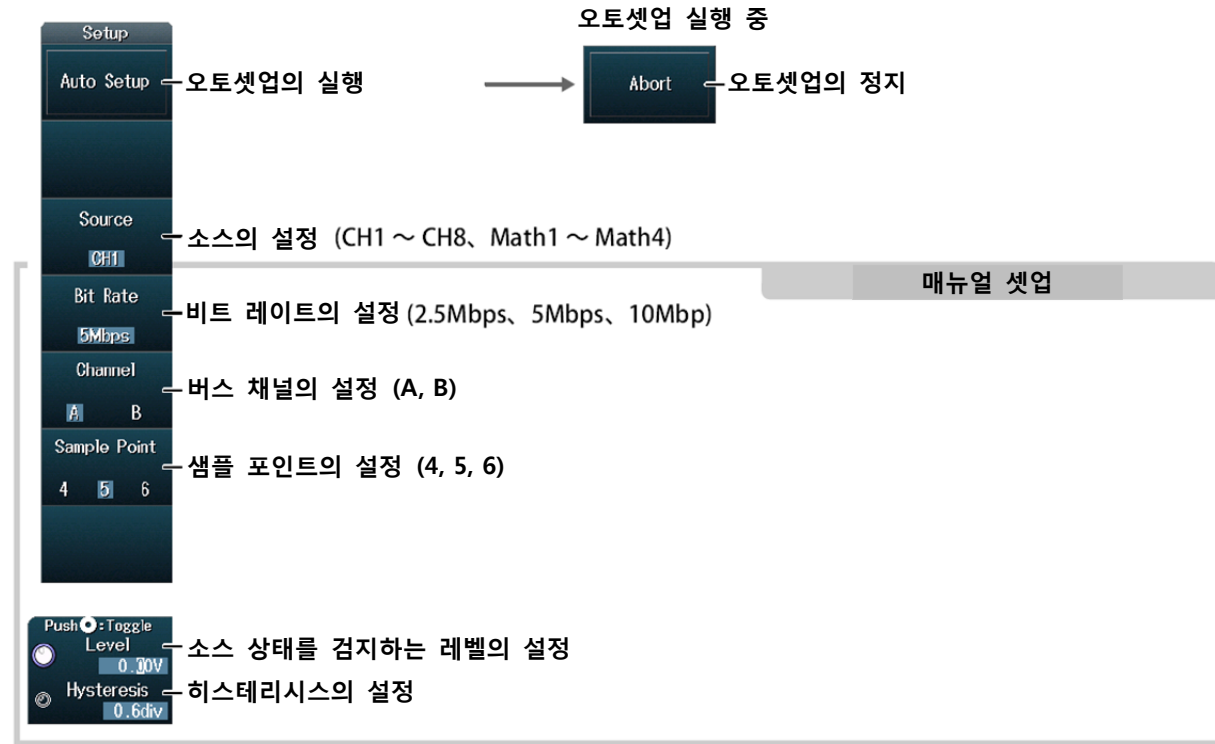 오토셋업 실행 중
Setup
Auto Setup 오토셋업의 실행
Abort 오토셋업의 정지
Source
CH1
소스의 설정 (CH1 ~ CH8、Math1 ~ Math4)
매뉴얼 셋업
Bit Rate
5Mbps
비트 레이트의 설정 (2.5Mbps、5Mbps、10Mbp)
Channel
A B
버스 채널의 설정 (A, B)
Sample Point
4 5 6
샘플 포인트의 설정 (4, 5, 6)
Push :Toggle
Level
0.00V
소스 상태를 검지하는 레벨의 설정
Hysteresis
0.6div
히스테리시스의 설정